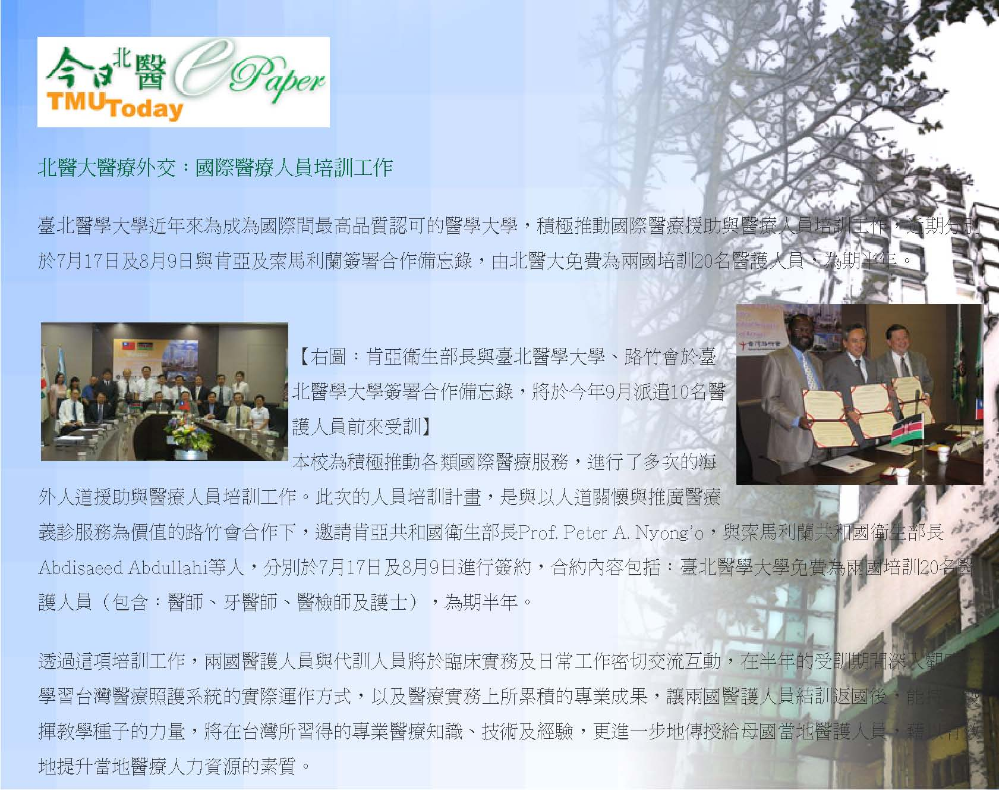 今日北醫 e Paper
TMU Today
北醫大醫療外交：國際醫療人員培訓工作
臺北醫學大學近年來為成為國際間最高品質認可的醫學大學，積極推動國際醫療援助與醫療人員培訓工作，近期分別
於7月17日及8月9日與肯亞及索馬利蘭簽署合作備忘錄，由北醫大免費為兩國培訓20名醫護人員，為期半年。
【右圖：肯亞衛生部長與臺北醫學大學、路竹會於臺
北醫學大學簽署合作備忘錄，將於今年9月派遣10名醫
護人員前來受訓】
本校為積極推動各類國際醫療服務，進行了多次的海
外人道援助與醫療人員培訓工作。此次的人員培訓計畫，是與以人道關懷與推廣醫療
義診服務為價值的路竹會合作下，邀請肯亞共和國衛生部長Prof. Peter A. Nyong'o，與索馬利蘭共和國衛生部長
Abdisaeed Abdullahi等人，分別於7月17日及8月9日進行簽約，合約內容包括：臺北醫學大學免費為兩國培訓20名醫
護人員（包含：醫師、牙醫師、醫檢師及護士），為期半年。
透過這項培訓工作，兩國醫護人員與代訓人員將於臨床實務及日常工作密切交流互動，在半年的受訓期間深入觀
學習台灣醫療照護系統的實際運作方式，以及醫療實務上所累積的專業成果，讓兩國醫護人員結訓返國後，能
揮教學種子的力量，將在台灣所習得的專業醫療知識、技術及經驗，更進一步地傳授給母國當地醫護人員，藉以有效
地提升當地醫療人力資源的素質。
台灣路竹會